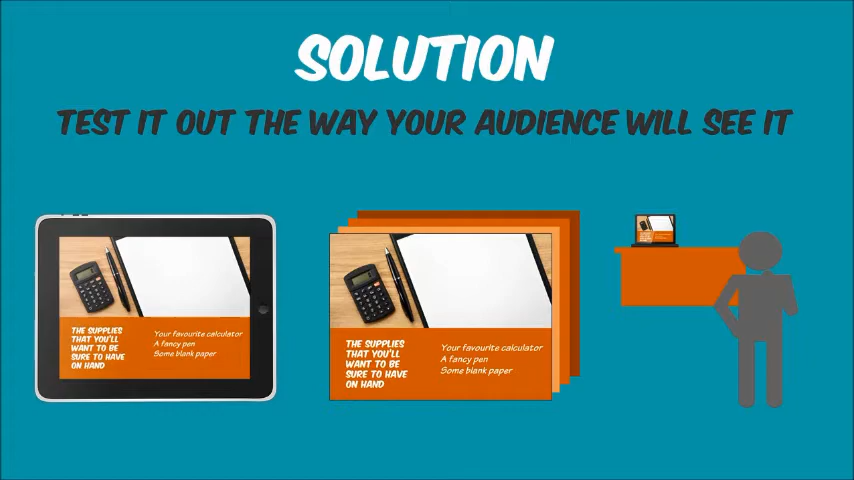 SOLUTION
TEST IT OUT THE WAY YOUR AUDIENCE WILL SEE IT
THE SUPPLIES
THAT YOU'LL
WANT TO BE
SURE TO HAVE
ON HAND
Your favourite calculator
A fancy pen
Some blank paper
THE SUPPLIES
THAT YOU'LL
WANT TO BE
SURE TO HAVE
ON HAND
Your favourite calculator
A fancy pen
Some blank paper